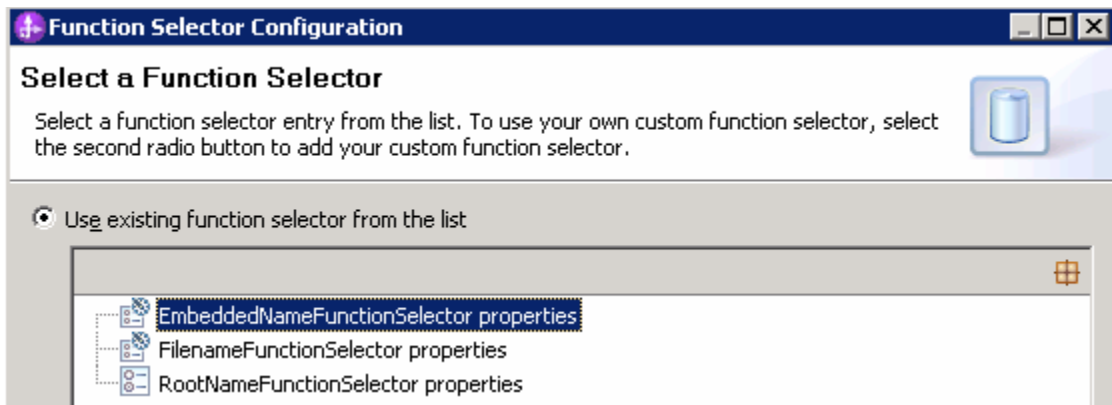 Function Selector Configuration
Select a Function Selector
Select a function selector entry from the list. To use your own custom function selector, select
the second radio button to add your custom function selector.
Use existing function selector from the list
EmbeddedNameFunctionSelector properties
FilenameFunctionSelector properties
RootNameFunctionSelector properties